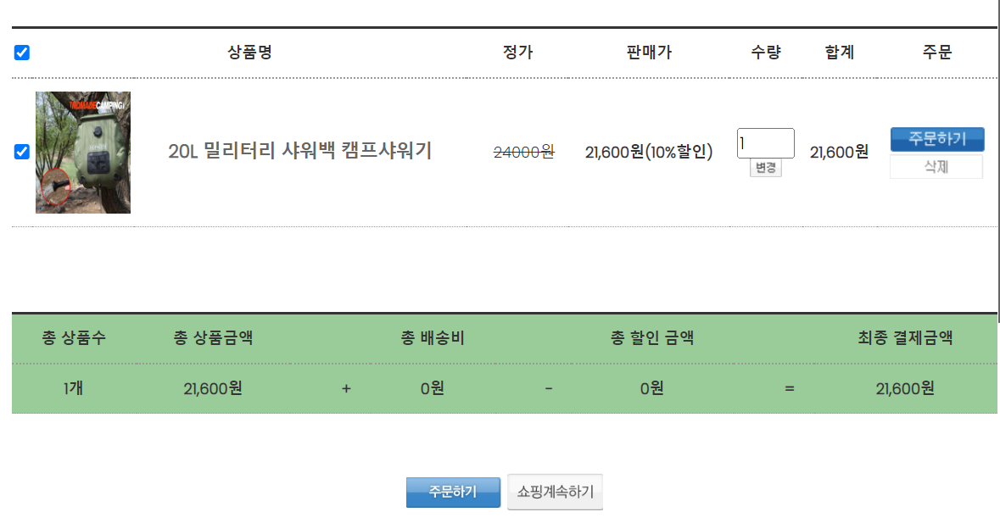 상품명 정가 판매가 수량 합계 주문
TMOMADECAMPING
20L 밀리터리 샤워백 캠프샤워기 24000원 21,600원(10%할인) 1 21,600원 주문하기
변경 삭제
총 상품수 총 상품금액 총 배송비 총 할인 금액 최종 결제금액
1개 21,600원 + 0원 - 0원 = 21,600원
주문하기 쇼핑계속하기